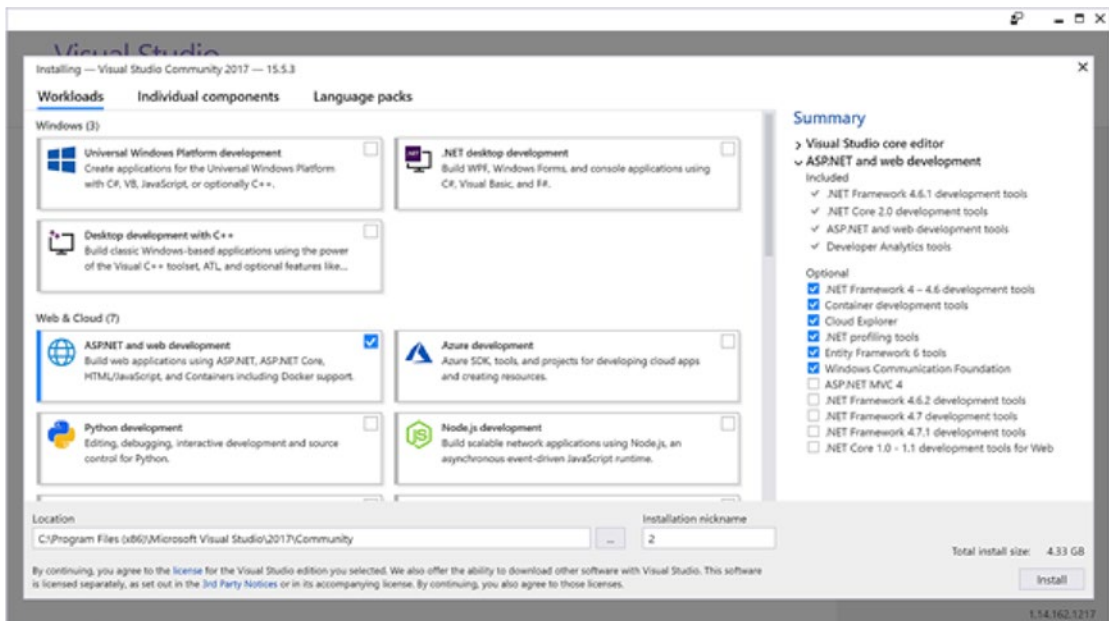 Visual Studio
Installing — Visual Studio Community 2017 — 15.5.3
Workloads Individual components Language packs
Windows (3)
Universal Windows Platform development
Create applications for the Universal Windows Platform
with C#, VB, JavaScript, or optionally C++.
.NET desktop development
Build WPF, Windows Forms, and console applications using
C#, Visual Basic, and F#.
Desktop development with C++
Build classic Windows-based applications using the power
of the Visual C++ toolset, ATL, and optional features like...
Web & Cloud (7)
ASP.NET and web development
Build web applications using ASP.NET, ASP.NET Core,
HTML/JavaScript, and Containers including Docker support.
Azure development
Azure SDK, tools, and projects for developing cloud apps
and creating resources.
Python development
Editing, debugging, interactive development and source
control for Python.
Node.js development
Build scalable network applications using Node.js, an
asynchronous event-driven JavaScript runtime.
Summary
Visual Studio core editor
ASP.NET and web development
Included
.NET Framework 4.6.1 development tools
.NET Core 2.0 development tools
ASP.NET and web development tools
Developer Analytics tools
Optional
.NET Framework 4 – 4.6 development tools
Container development tools
Cloud Explorer
.NET profiling tools
Entity Framework 6 tools
Windows Communication Foundation
ASP.NET MVC 4
.NET Framework 4.6.2 development tools
.NET Framework 4.7 development tools
.NET Framework 4.7.1 development tools
.NET Core 1.0 - 1.1 development tools for Web
Location
C:\Program Files (x86)\Microsoft Visual Studio\2017\Community
...
Installation nickname
2
Total install size: 4.33 GB
By continuing, you agree to the license for the Visual Studio edition you selected. We also offer the ability to download other software with Visual Studio. This software
is licensed separately, as set out in the 3rd Party Notices or in its accompanying license. By continuing, you also agree to those licenses.
Install
1.14.162.1217